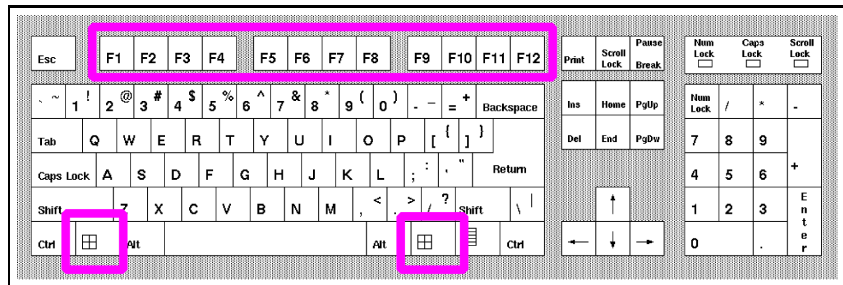 Esc F1 F2 F3 F4 F5 F6 F7 F8 F9 F10 F11 F12 Print Scroll Lock Pause Break Num Lock Caps Lock Scroll Lock
` ~ 1 ! 2 @ 3 # 4 $ 5 % 6 ^ 7 & 8 * 9 ( 0 ) - _ = + Backspace Ins Home PgUp Num Lock / * -
Tab Q W E R T Y U I O P [ { ] } Del End PgDw 7 8 9
Caps Lock A S D F G H J K L ; : ' " Return 4 5 6 +
Shift Z X C V B N M , < . > / ? Shift \ | ↑ 1 2 3 Enter
Ctrl Alt Alt Ctrl ← ↓ → 0 .